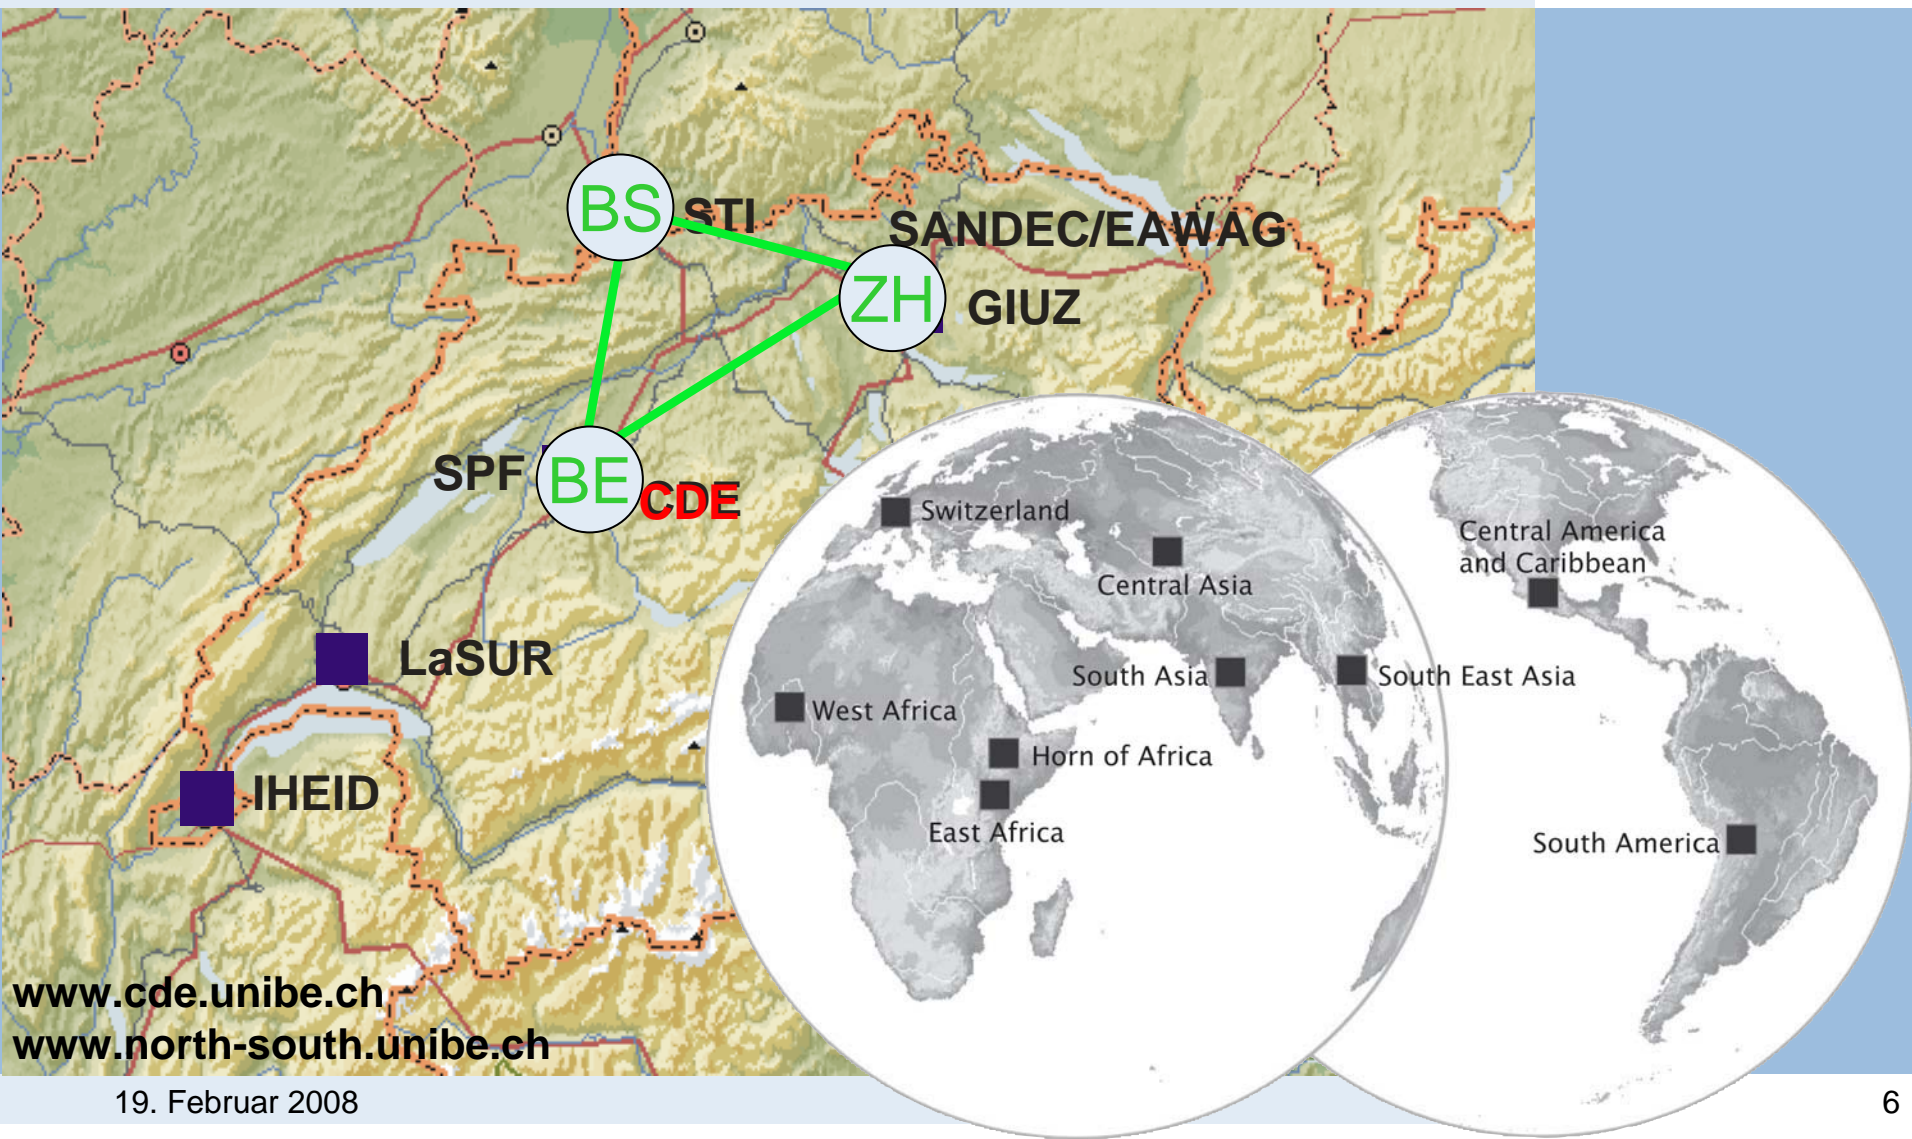 BS
STI
SANDEC/EAWAG
ZH
GIUZ
SPF
BE
CDE
LaSUR
IHEID
Switzerland
Central Asia
South Asia
South East Asia
West Africa
Horn of Africa
East Africa
Central America
and Caribbean
South America
www.cde.unibe.ch
www.north-south.unibe.ch
19. Februar 2008
6